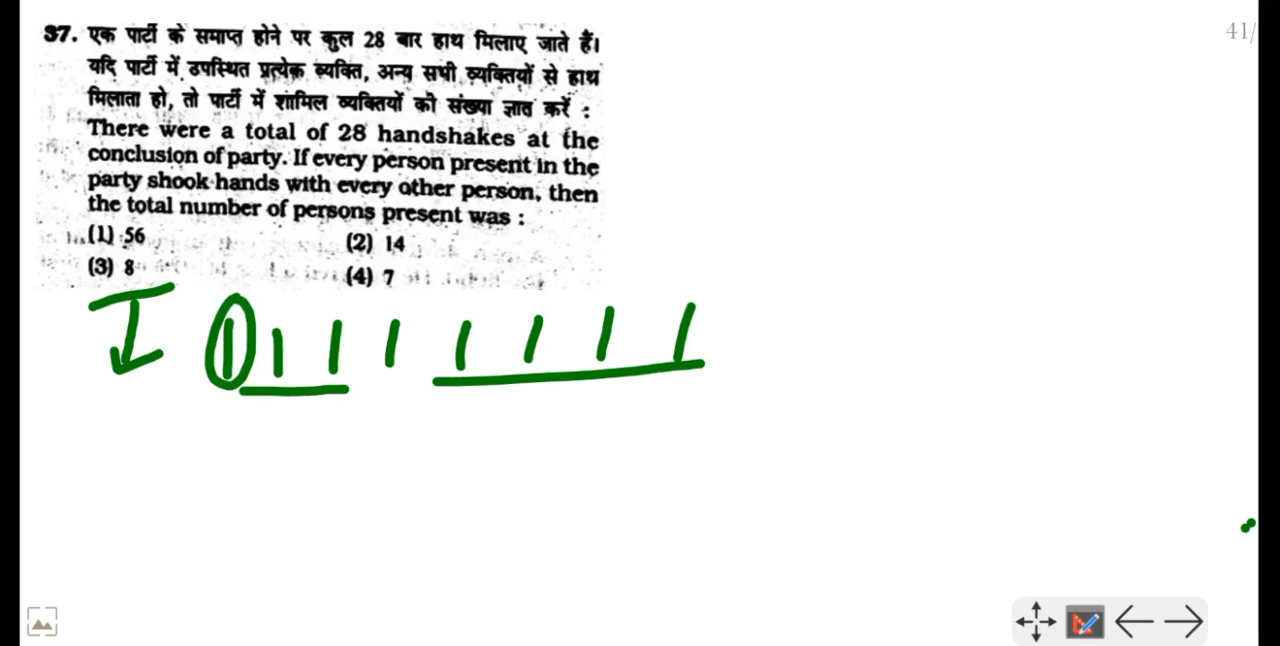 41/
37. एक पार्टी के समाप्त होने पर कुल 28 बार हाथ मिलाए जाते हैं।
यदि पार्टी में उपस्थित प्रत्येक व्यक्ति, अन्य सभी व्यक्तियों से हाथ
मिलाता हो, तो पार्टी में शामिल व्यक्तियों की संख्या ज्ञात करें :
There were a total of 28 handshakes at the
conclusion of party. If every person present in the
party shook hands with every other person, then
the total number of persons present was :
(1) 56 (2) 14
(3) 8 (4) 7